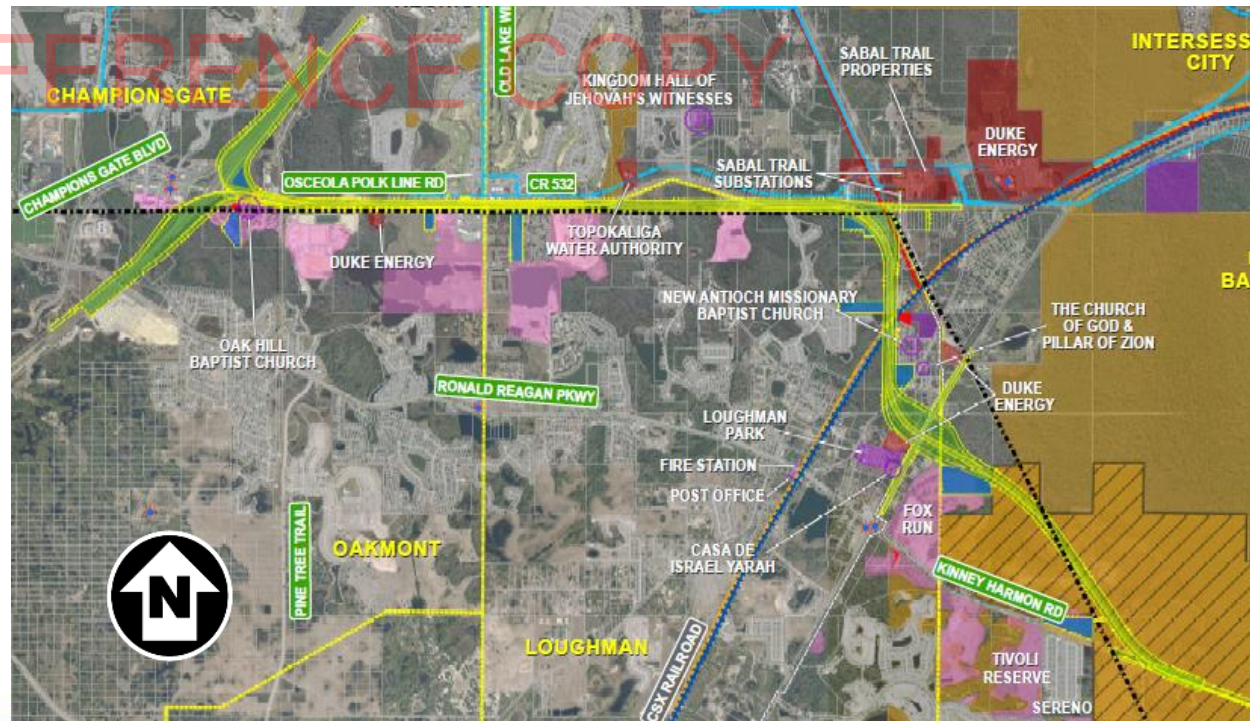 FERENCE COPY
OLD LAKE WI
INTERSESS
CITY
SABAL TRAIL
PROPERTIES
KINGDOM HALL OF
JEHOVAH'S WITNESSES
CHAMPIONSGATE
DUKE
ENERGY
CHAMPIONS GATE BLVD
OSCEOLA POLK LINE RD
CR 532
SABAL TRAIL
SUBSTATIONS
TOPOKALIGA
WATER AUTHORITY
DUKE ENERGY
BA
NEW ANTIOCH MISSIONARY
BAPTIST CHURCH
THE CHURCH
OF GOD &
PILLAR OF ZION
OAK HILL
BAPTIST CHURCH
RONALD REAGAN PKWY
DUKE
ENERGY
LOUGHMAN
PARK
FIRE STATION
POST OFFICE
FOX
RUN
PINE TREE TRAIL
OAKMONT
CASA DE
ISRAEL YARAH
N
KINNEY HARMON RD
LOUGHMAN
CSX RAILROAD
TIVOLI
RESERVE
SERENO